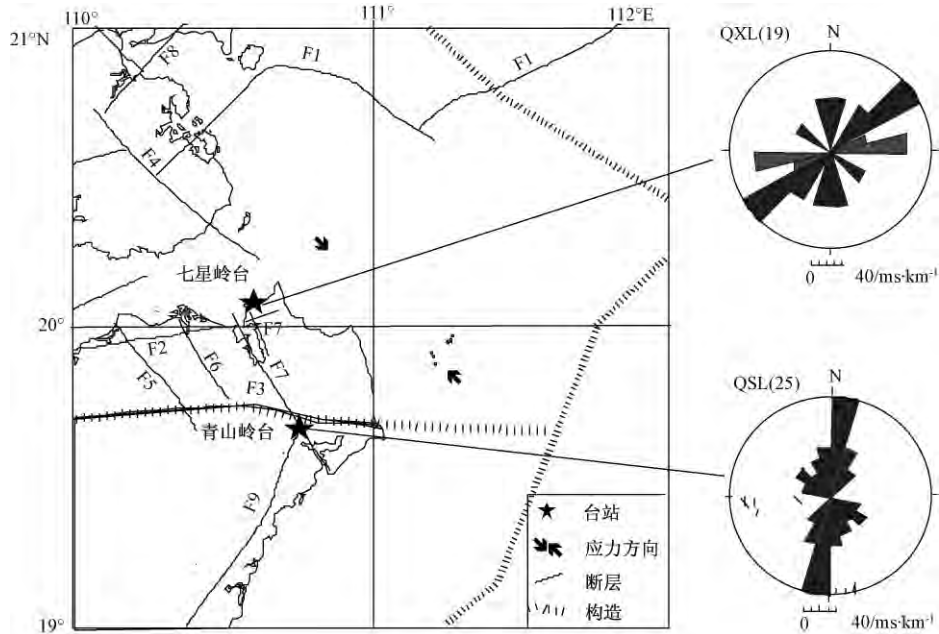 110°
111°
112°E
21°N
20°
19°
F8
F1
F1
F4
七星岭台
F2
F5
F6
F7
F7
F3
青山岭台
F9
台站
应力方向
断层
构造
QXL(19)
N
0 40/ms·km⁻¹
QSL(25)
N
0 40/ms·km⁻¹